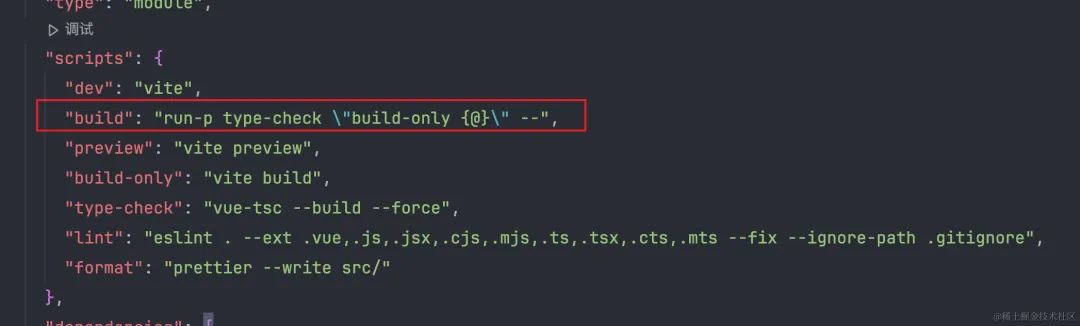 "type": "module",
▷ 调试
"scripts": {
"dev": "vite",
"build": "run-p type-check \"build-only {@}\" --",
"preview": "vite preview",
"build-only": "vite build",
"type-check": "vue-tsc --build --force",
"lint": "eslint . --ext .vue,.js,.jsx,.cjs,.mjs,.ts,.tsx,.cts,.mts --fix --ignore-path .gitignore",
"format": "prettier --write src/"
},
"dependencies": {
@稀土掘金技术社区